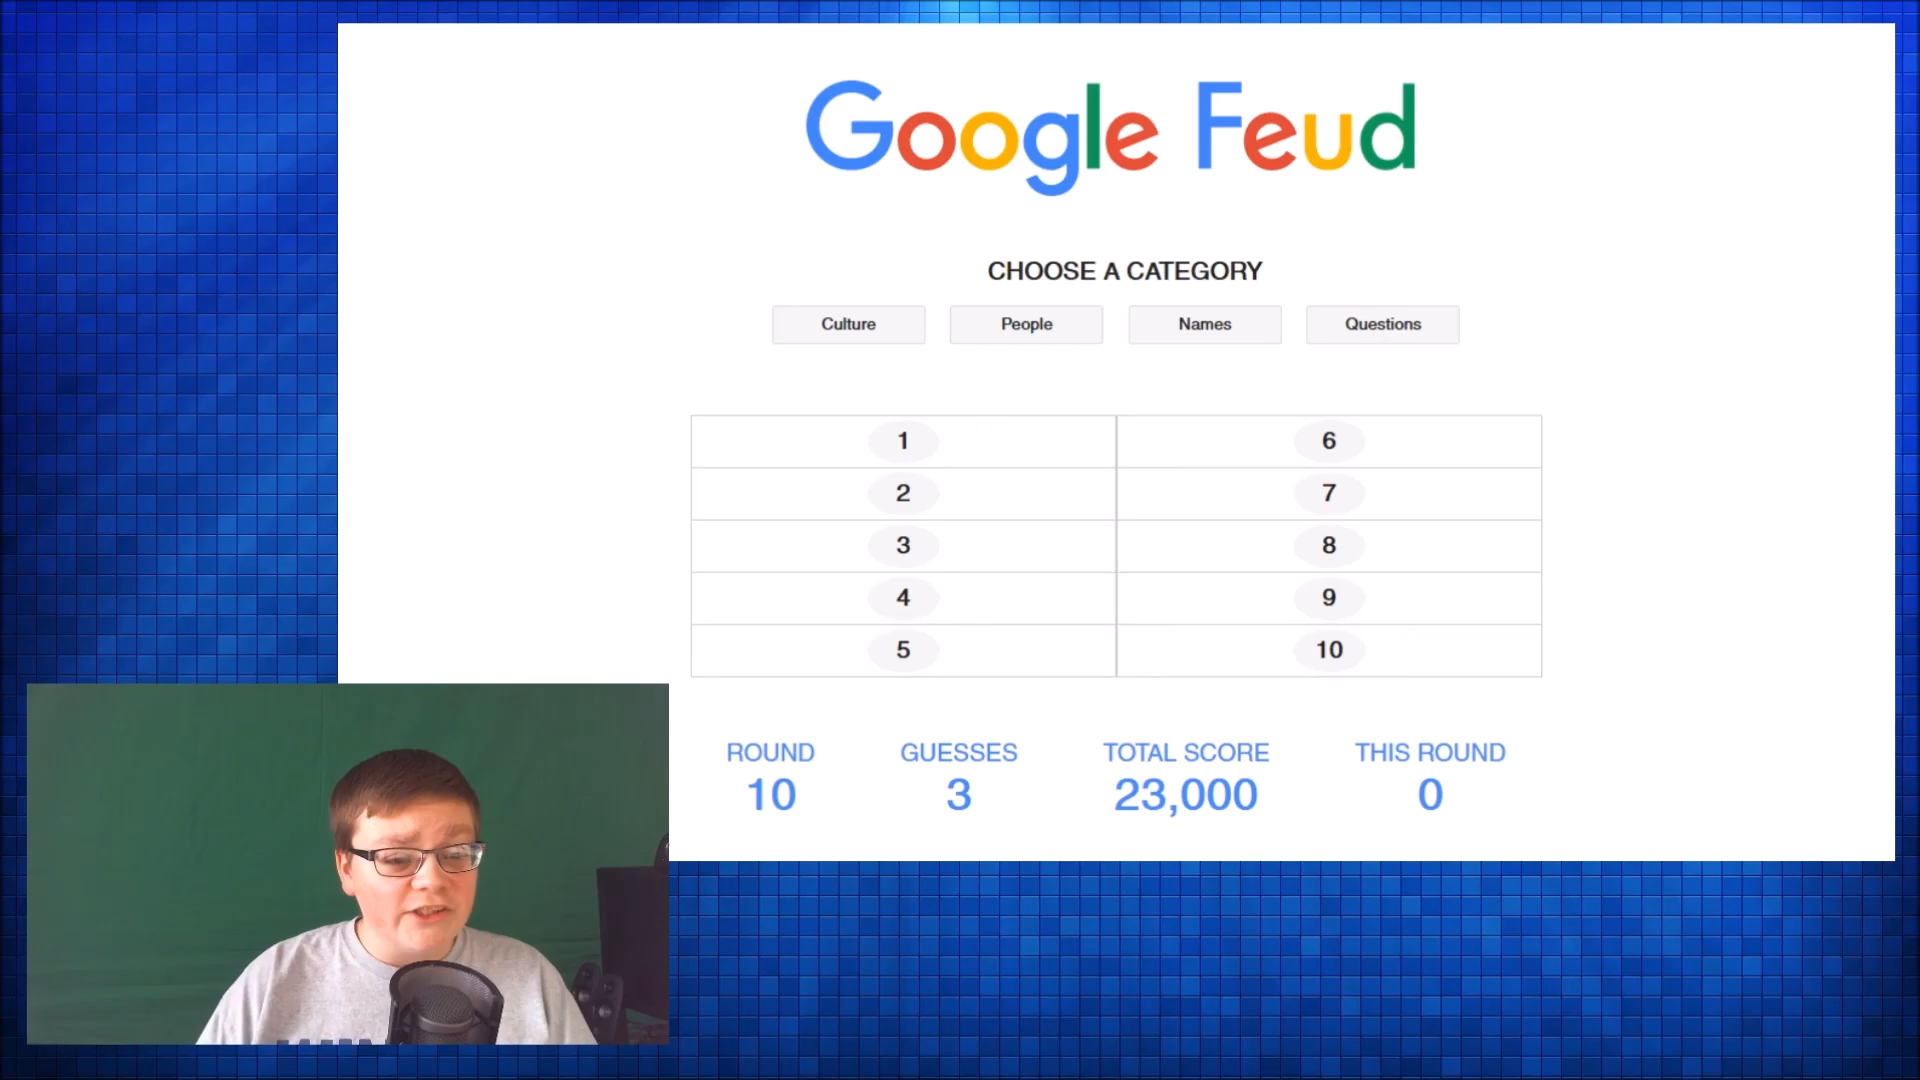 Google Feud
CHOOSE A CATEGORY
Culture People Names Questions
1 6
2 7
3 8
4 9
5 10
ROUND GUESSES TOTAL SCORE THIS ROUND
10 3 23,000 0